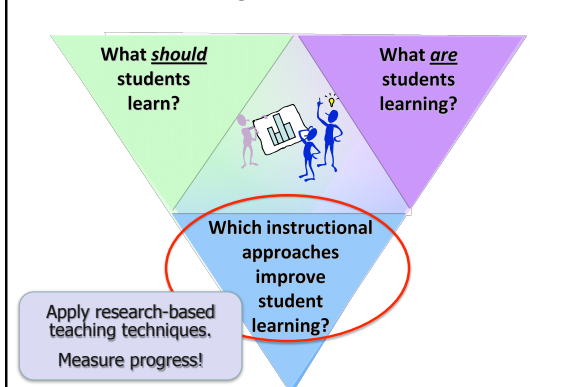 What should
students
learn?
What are
students
learning?
Which instructional
approaches
improve
student
learning?
Apply research-based
teaching techniques.
Measure progress!